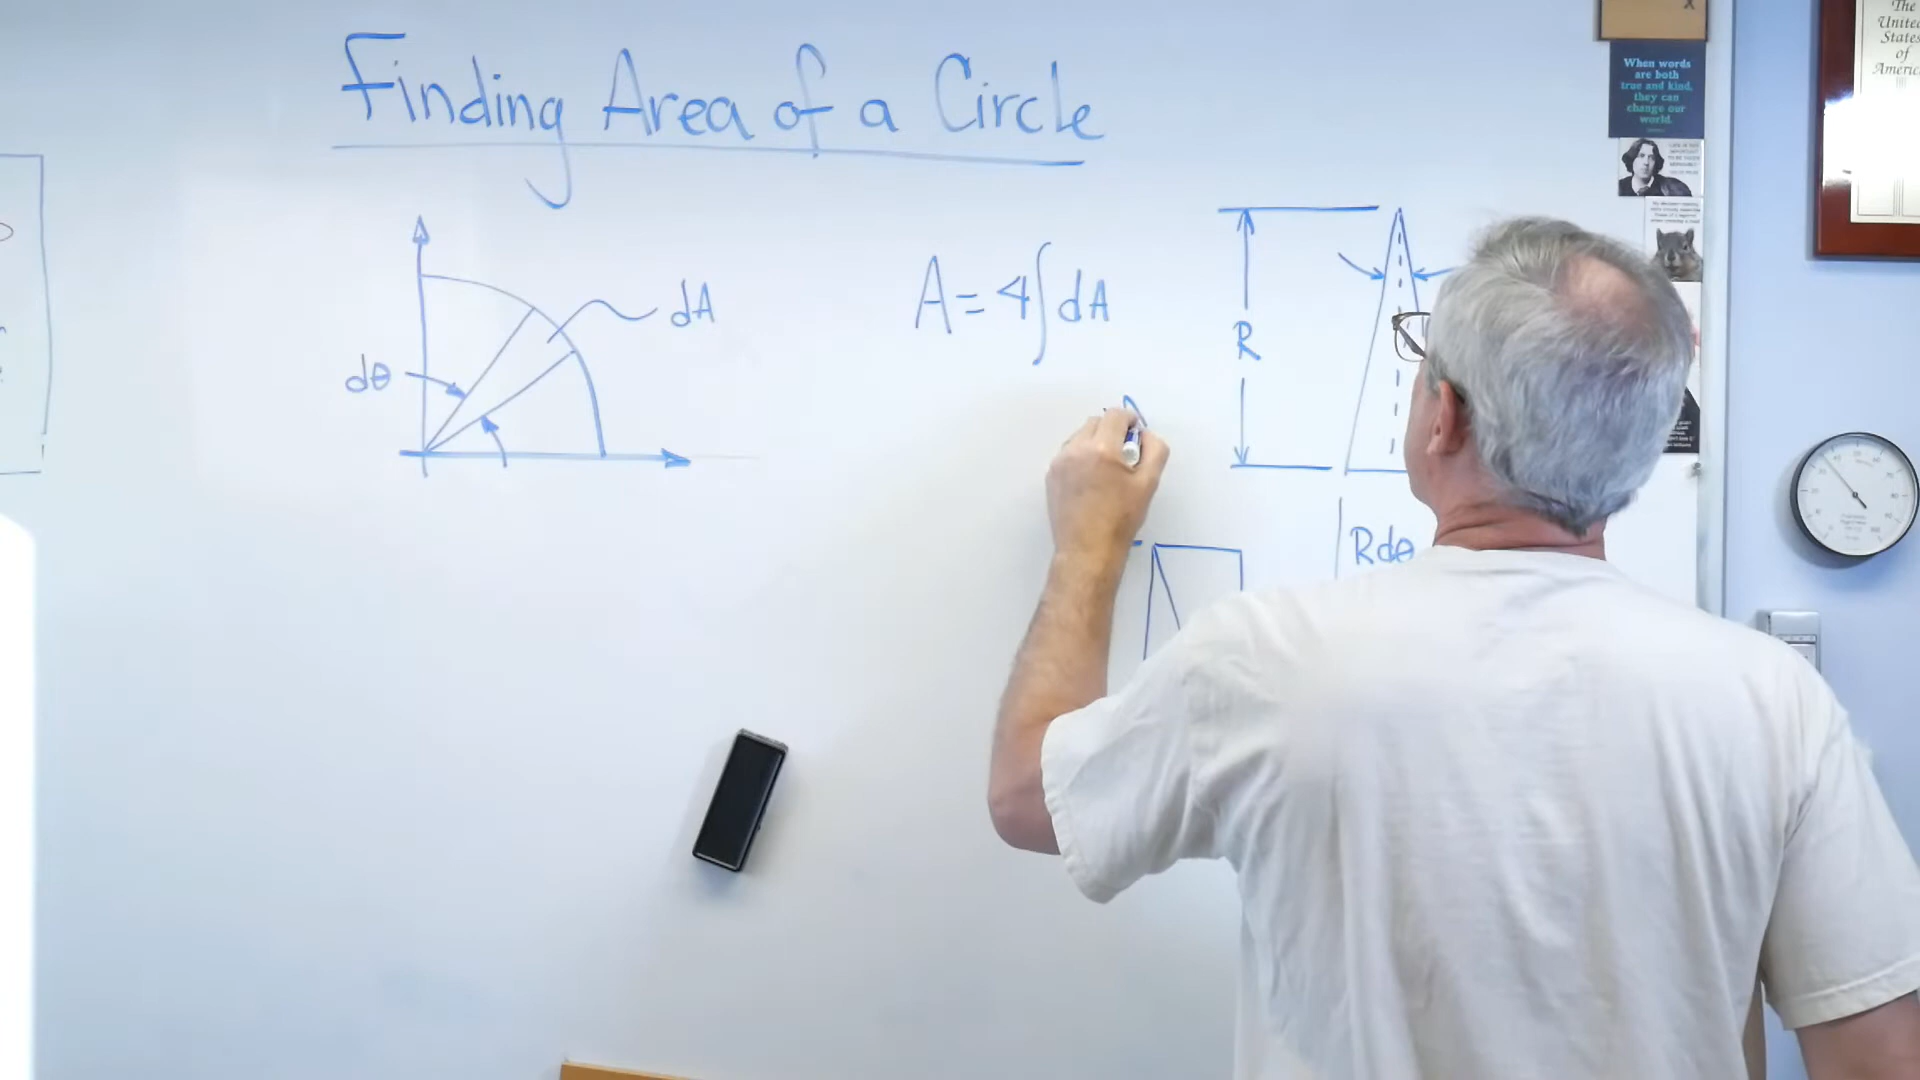 Finding Area of a Circle
dA
dθ
A = 4∫dA
R
Rdθ
When words
are both
true and kind,
they can
change our
world.
The
United
States
of
America